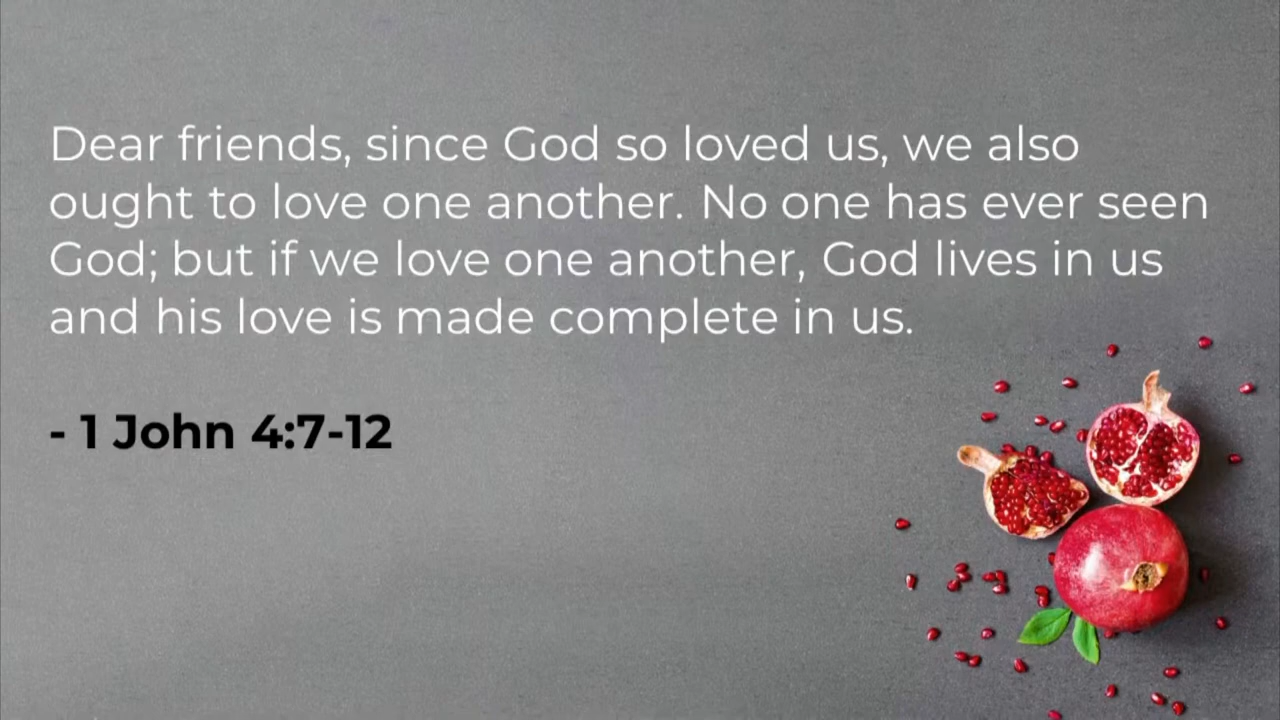 Dear friends, since God so loved us, we also
ought to love one another. No one has ever seen
God; but if we love one another, God lives in us
and his love is made complete in us.
- 1 John 4:7-12